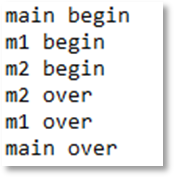 main begin
m1 begin
m2 begin
m2 over
m1 over
main over